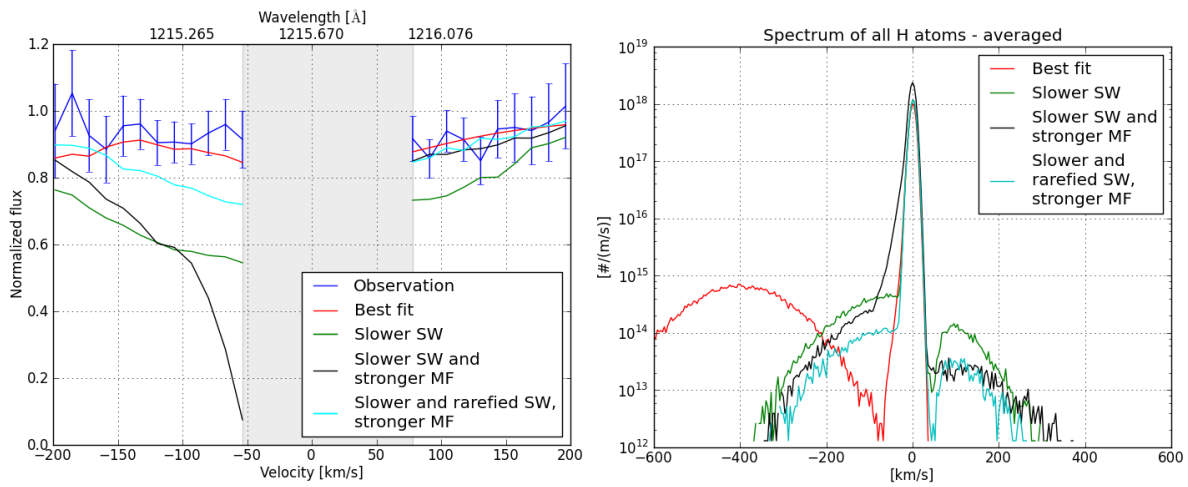 Wavelength [Å]
1215.265 1215.670 1216.076
1.2
1.0
0.8
0.6
0.4
0.2
0.0
Normalized flux
Observation
Best fit
Slower SW
Slower SW and
stronger MF
Slower and rarefied SW,
stronger MF
−200 −150 −100 −50 0 50 100 150 200
Velocity [km/s]
Spectrum of all H atoms - averaged
10^19
10^18
10^17
10^16
10^15
10^14
10^13
10^12
[#/(m/s)]
Best fit
Slower SW
Slower SW and
stronger MF
Slower and
rarefied SW,
stronger MF
−600 −400 −200 0 200 400 600
[km/s]